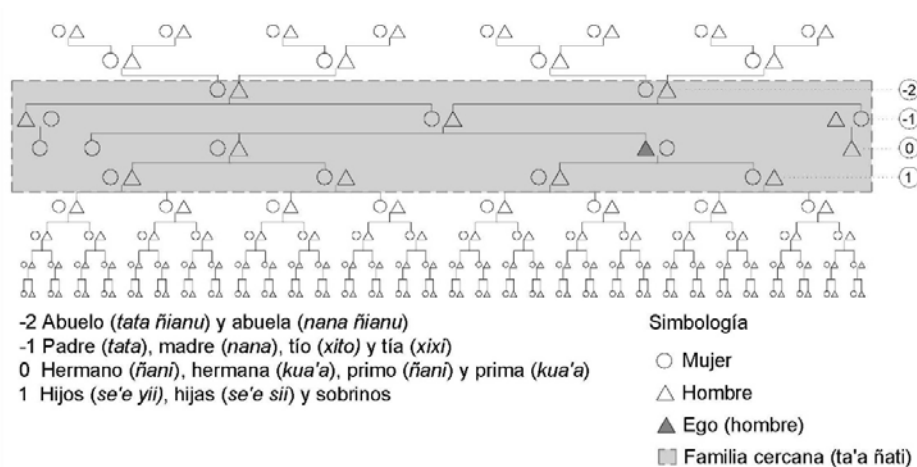 -2
-1
0
1
-2 Abuelo (tata ñianu) y abuela (nana ñianu)
-1 Padre (tata), madre (nana), tío (xito) y tía (xixi)
0 Hermano (ñani), hermana (kua'a), primo (ñani) y prima (kua'a)
1 Hijos (se'e yii), hijas (se'e sii) y sobrinos
Simbología
Mujer
Hombre
Ego (hombre)
Familia cercana (ta'a ñati)